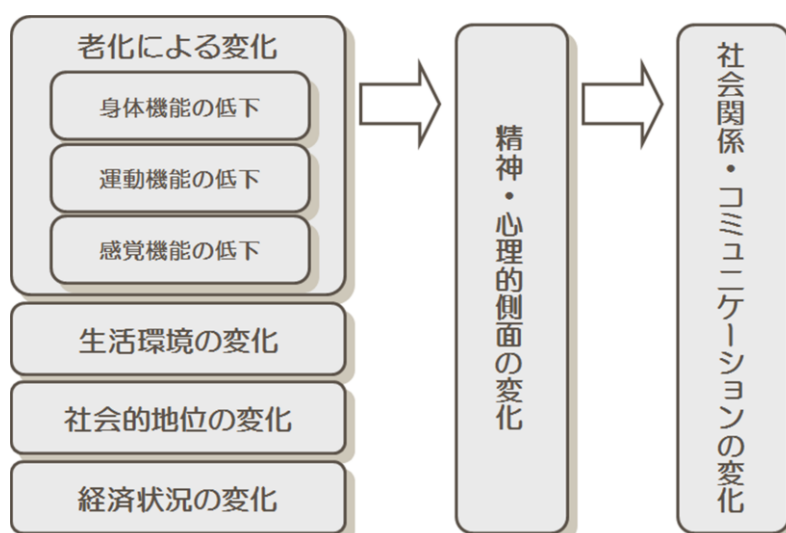 老化による変化
身体機能の低下
運動機能の低下
感覚機能の低下
生活環境の変化
社会的地位の変化
経済状況の変化
精神・心理的側面の変化
社会関係・コミュニケーションの変化